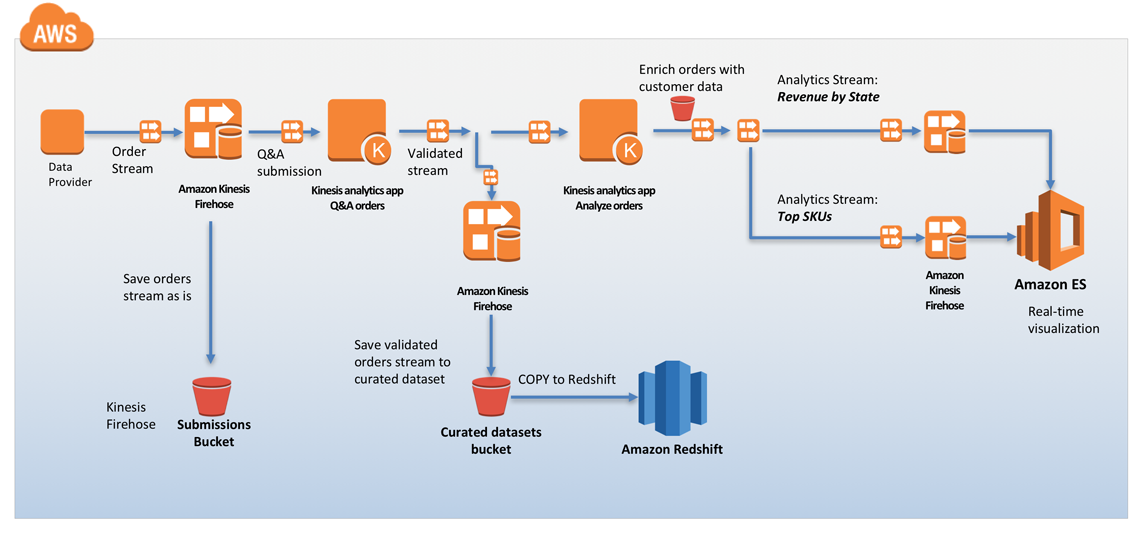 AWS
Enrich orders with
customer data
Analytics Stream:
Revenue by State
Order
Stream
Q&A
submission
K
Validated
stream
K
Data
Provider
Amazon Kinesis
Firehose
Kinesis analytics app
Q&A orders
Kinesis analytics app
Analyze orders
Analytics Stream:
Top SKUs
Save orders
stream as is
Amazon Kinesis
Firehose
Amazon
Kinesis
Firehose
Amazon ES
Real-time
visualization
Save validated
orders stream to
curated dataset
COPY to Redshift
Kinesis
Firehose
Submissions
Bucket
Curated datasets
bucket
Amazon Redshift